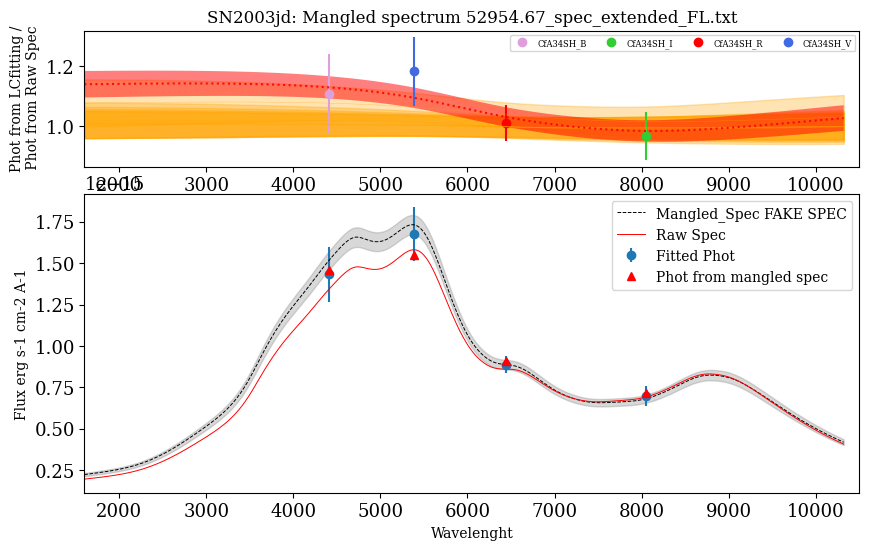 SN2003jd: Mangled spectrum 52954.67_spec_extended_FL.txt
Phot from LCfitting /
Phot from Raw Spec
1.2
1.0
CfA34SH_B
CfA34SH_I
CfA34SH_R
CfA34SH_V
2000 3000 4000 5000 6000 7000 8000 9000 10000
1e−15
Flux erg s-1 cm-2 A-1
1.75
1.50
1.25
1.00
0.75
0.50
0.25
Mangled_Spec FAKE SPEC
Raw Spec
Fitted Phot
Phot from mangled spec
2000 3000 4000 5000 6000 7000 8000 9000 10000
Wavelenght